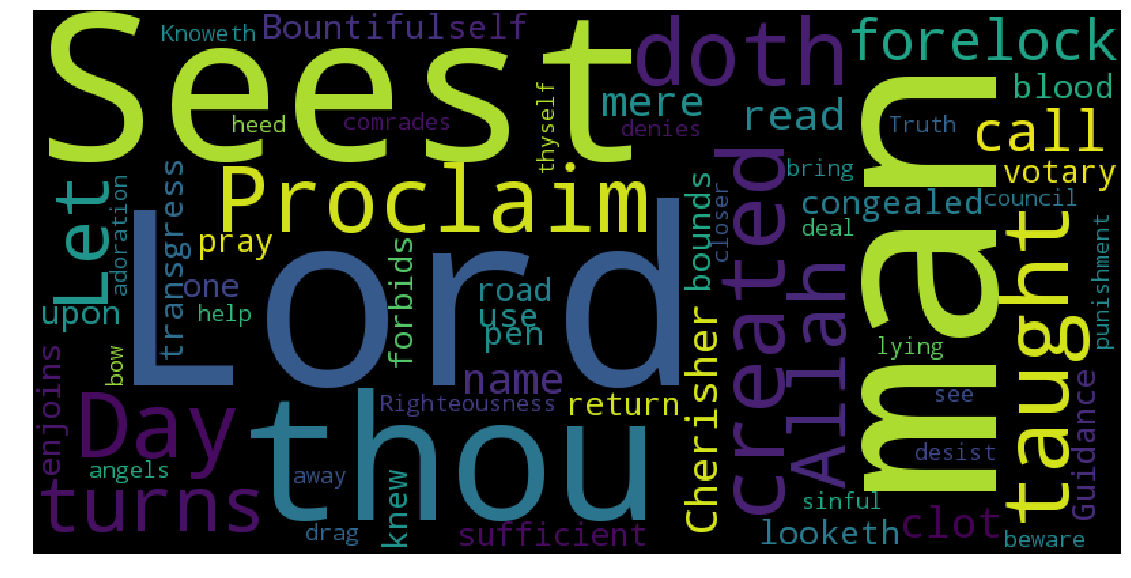 Knoweth
Bountiful
self
Seest
doth
forelock
heed
comrades
thyself
mere
denies
read
Truth
blood
call
votary
Proclaim
bring
congealed
council
Let
adoration
transgress
pray
forbids
bounds
closer
created
Allah
man
taught
punishment
upon
one
help
Lord
road
use
pen
deal
lying
enjoins
bow
Day
name
Righteousness
return
Cherisher
see
Guidance
angels
away
thou
desist
turns
drag
knew
sufficient
sinful
looketh
clot
beware